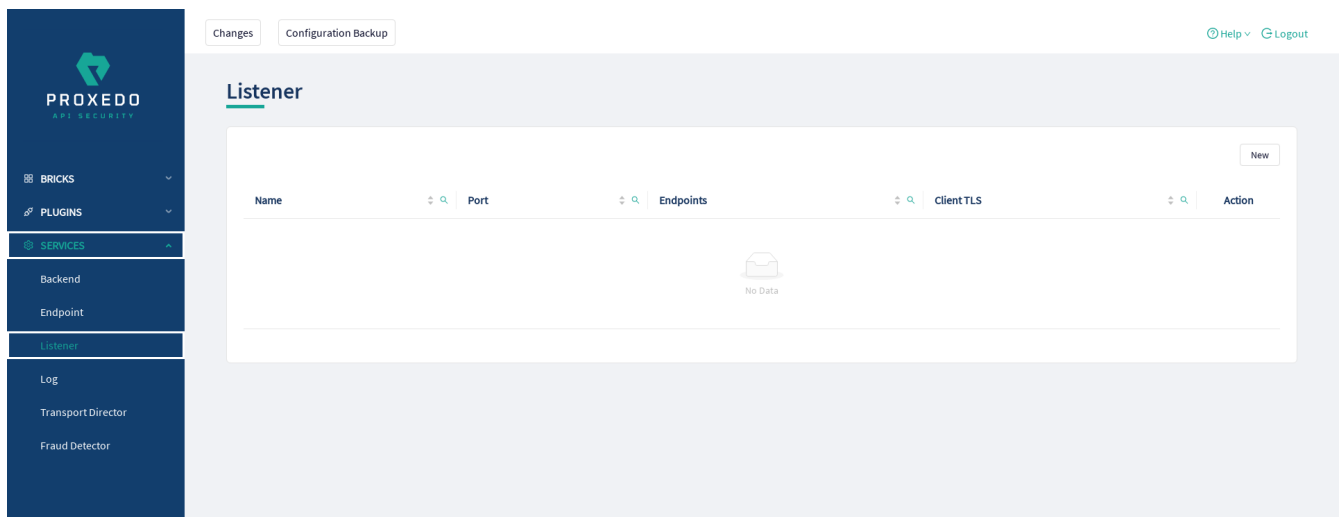 Changes
Configuration Backup
Help
Logout
PROXEDO
API SECURITY
BRICKS
PLUGINS
SERVICES
Backend
Endpoint
Listener
Log
Transport Director
Fraud Detector
Listener
New
Name
Port
Endpoints
Client TLS
Action
No Data